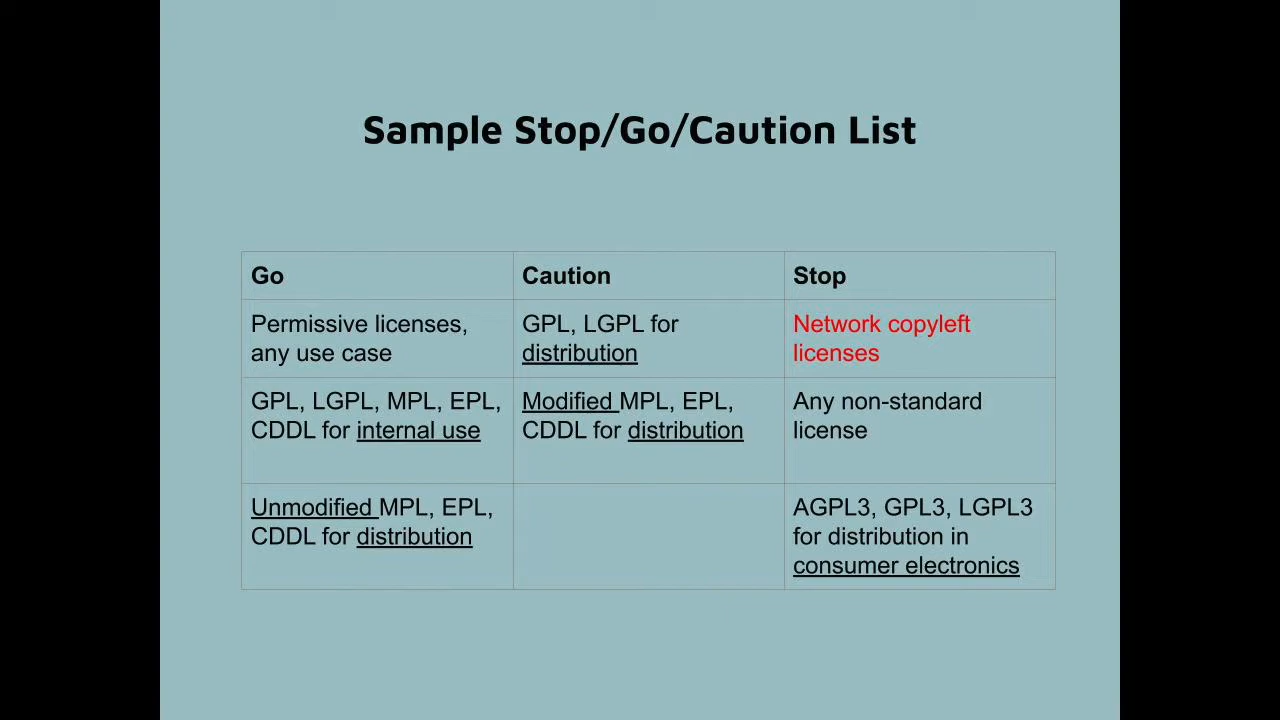 Sample Stop/Go/Caution List
Go
Caution
Stop
Permissive licenses,
any use case
GPL, LGPL for
distribution
Network copyleft
licenses
GPL, LGPL, MPL, EPL,
CDDL for internal use
Modified MPL, EPL,
CDDL for distribution
Any non-standard
license
Unmodified MPL, EPL,
CDDL for distribution
AGPL3, GPL3, LGPL3
for distribution in
consumer electronics